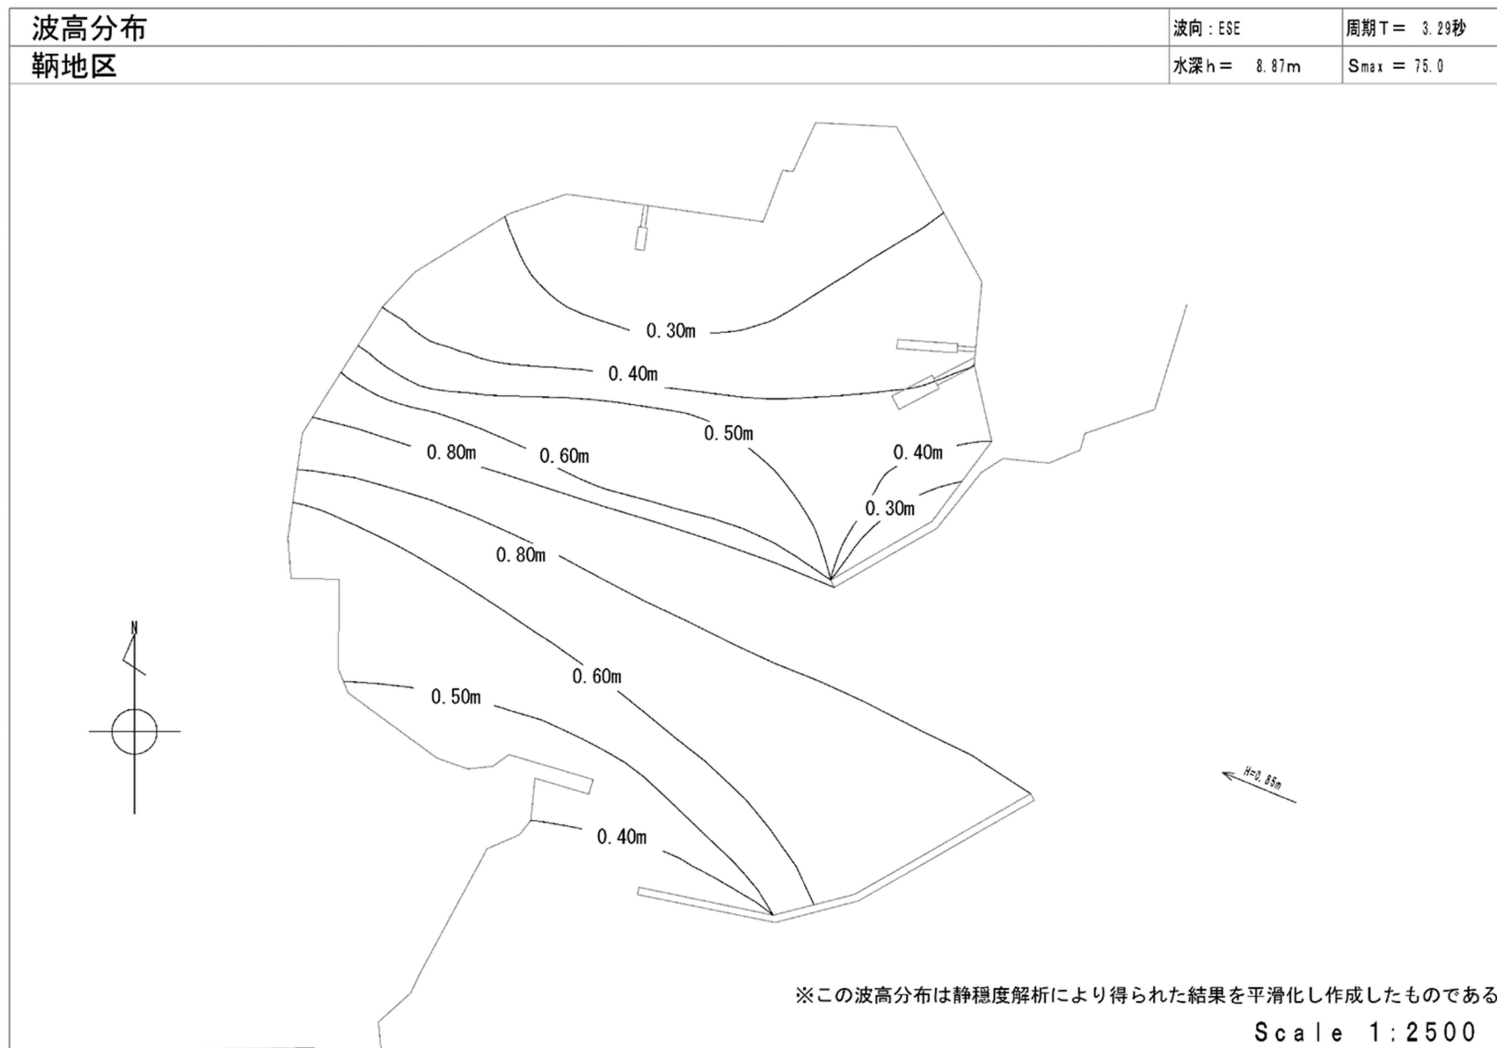 波高分布
波向：ESE
周期T＝ 3.29秒
鞆地区
水深h＝ 8.87m
Smax ＝ 75.0
0.30m
0.40m
0.50m
0.40m
0.80m
0.60m
0.30m
0.80m
N
0.60m
0.50m
H=0.85m
0.40m
※この波高分布は静穏度解析により得られた結果を平滑化し作成したものである
Scale 1:2500